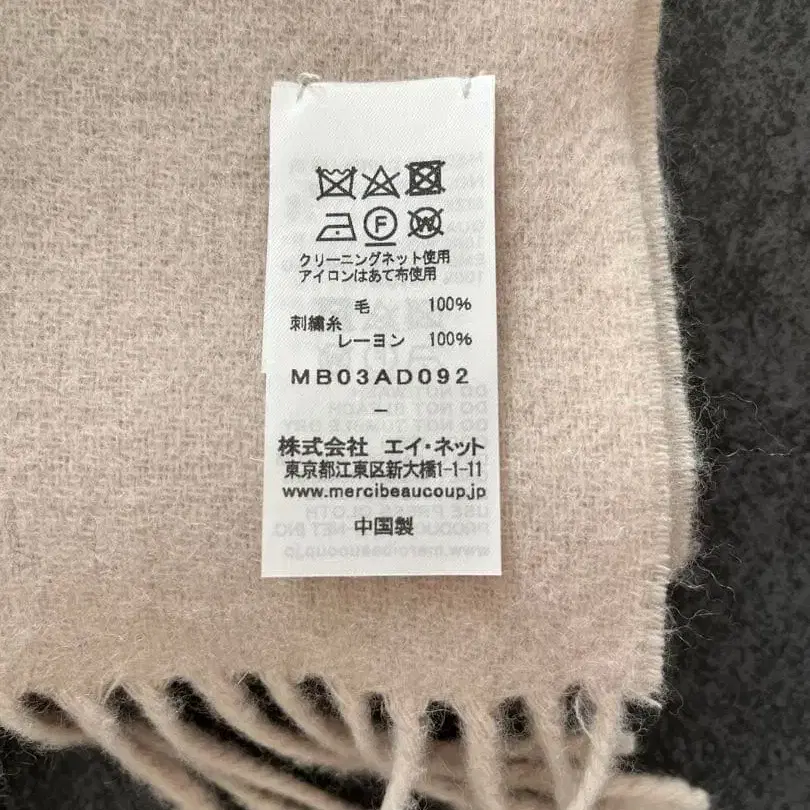 F W
クリーニングネット使用
アイロンはあて布使用
毛 100%
刺繍糸
レーヨン 100%
MB03AD092
–
株式会社 エイ・ネット
東京都江東区新大橋1-1-11
www.mercibeaucoup.jp
中国製